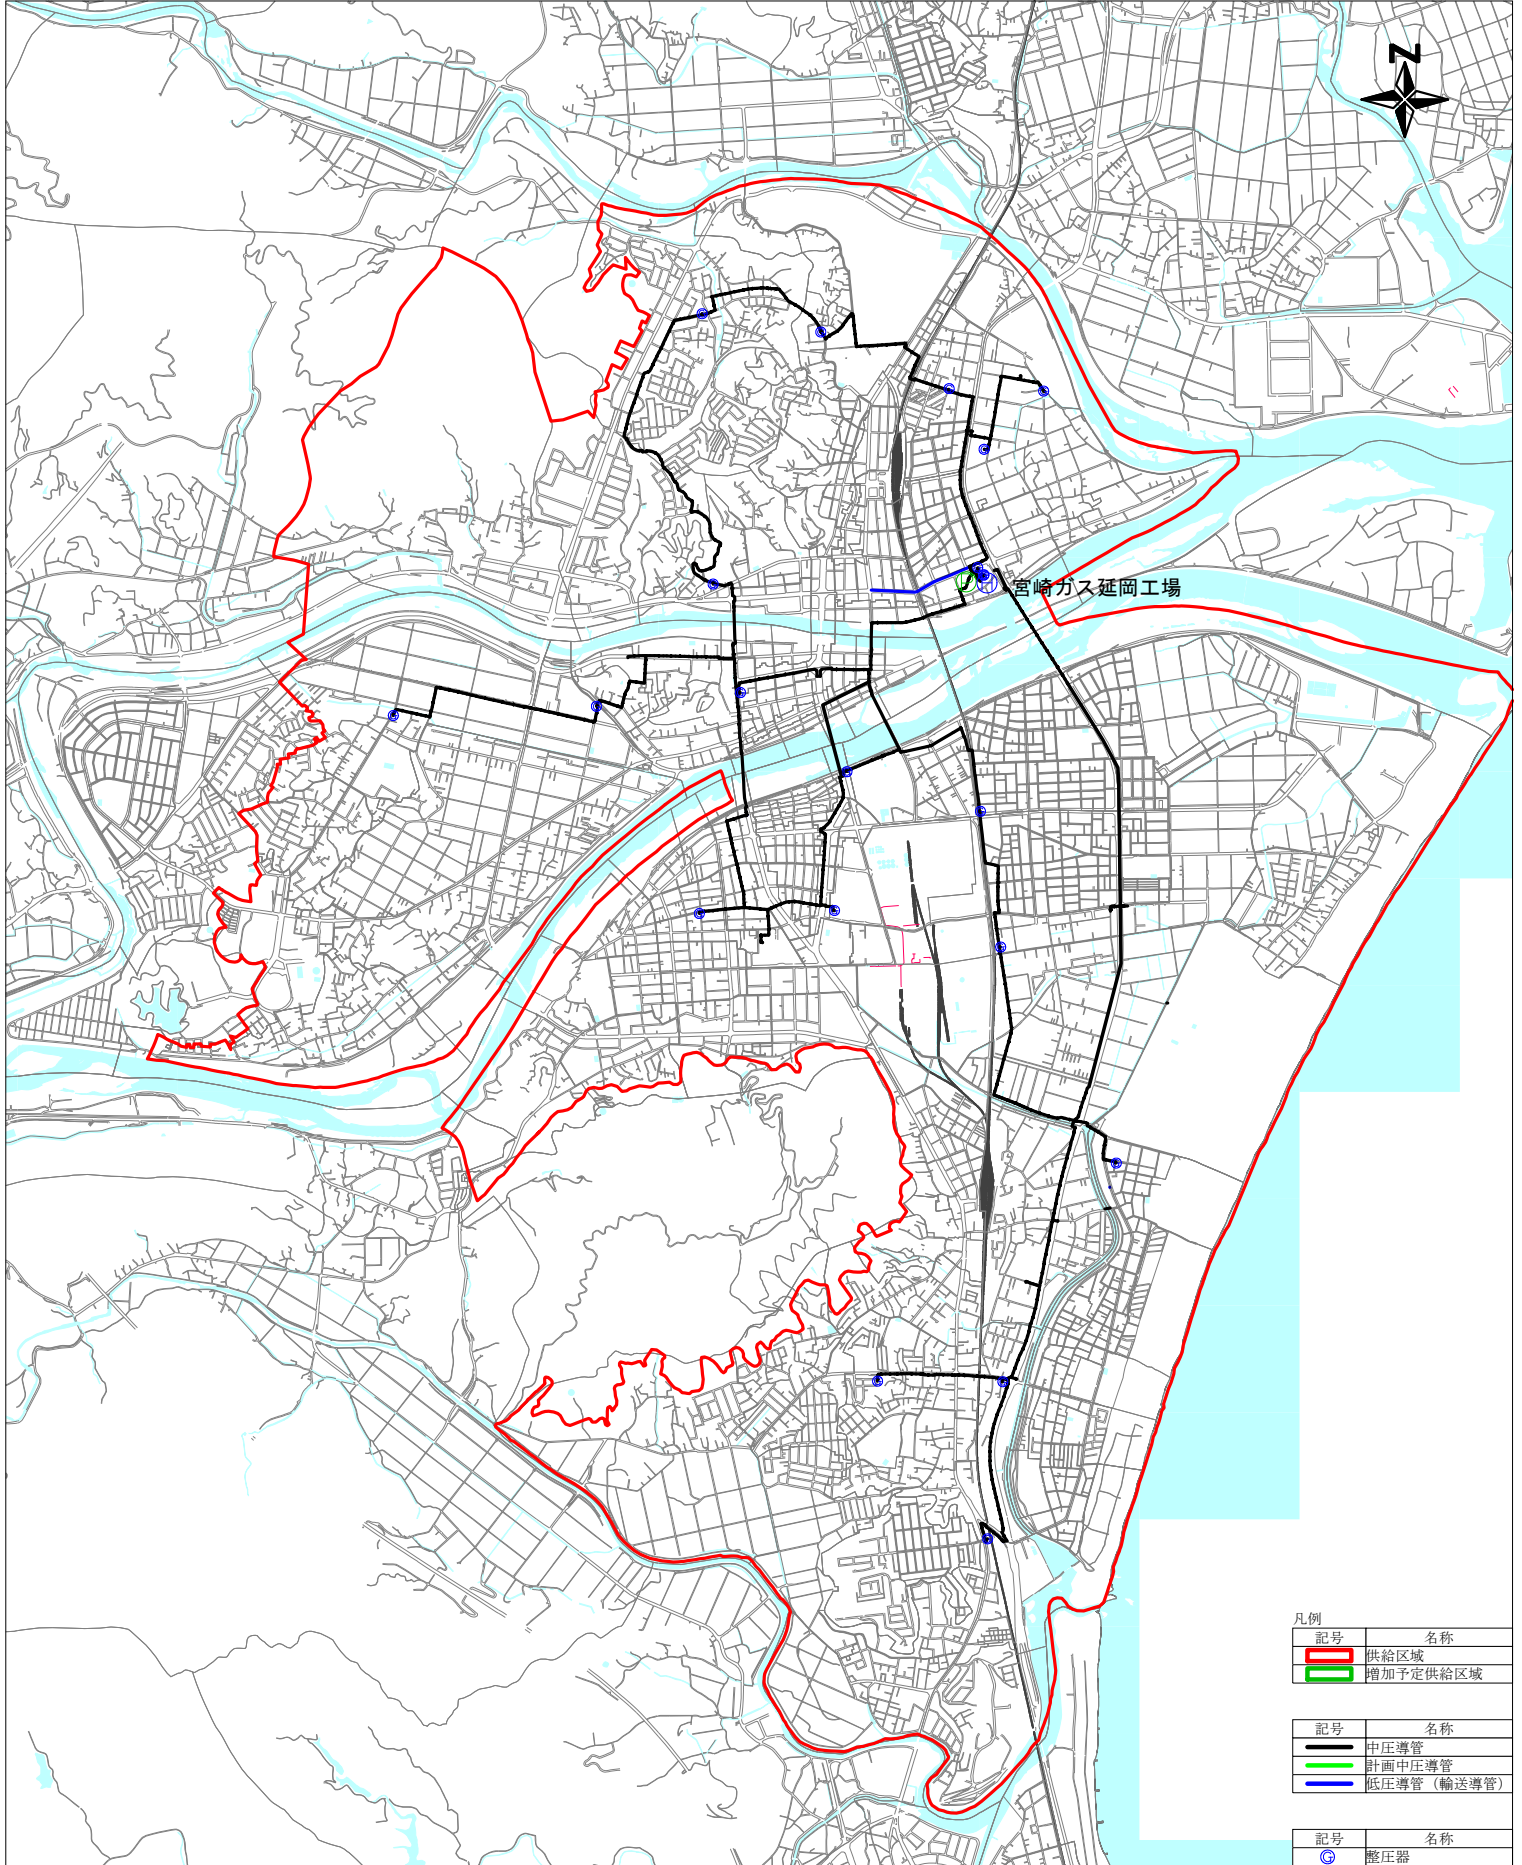 N
宮崎ガス延岡工場
凡例
記号 名称
供給区域
増加予定供給区域
記号 名称
中圧導管
計画中圧導管
低圧導管（輸送導管）
記号 名称
G 整圧器